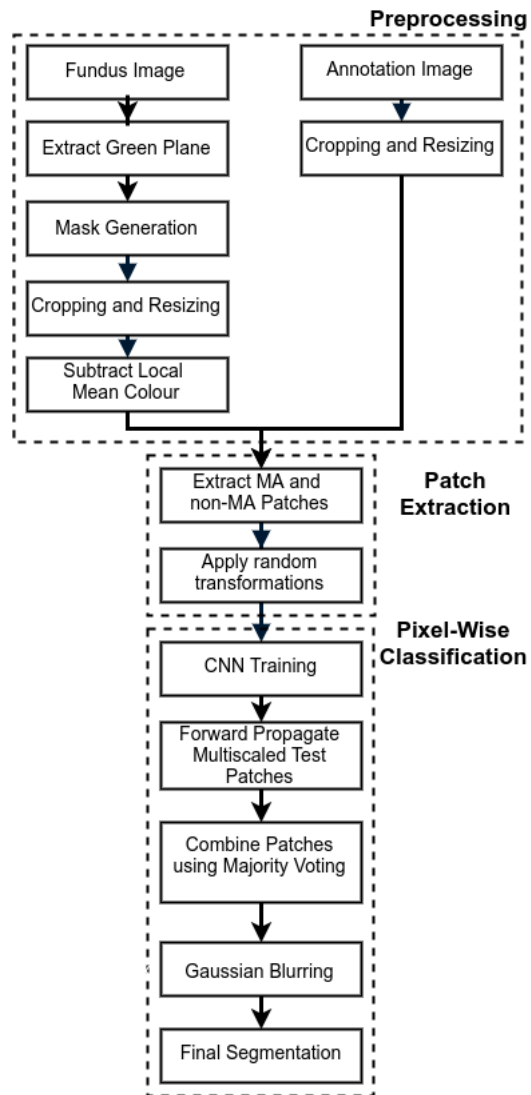 Preprocessing
Fundus Image
Extract Green Plane
Mask Generation
Cropping and Resizing
Subtract Local
Mean Colour
Annotation Image
Cropping and Resizing
Patch
Extraction
Extract MA and
non-MA Patches
Apply random
transformations
Pixel-Wise
Classification
CNN Training
Forward Propagate
Multiscaled Test
Patches
Combine Patches
using Majority Voting
Gaussian Blurring
Final Segmentation